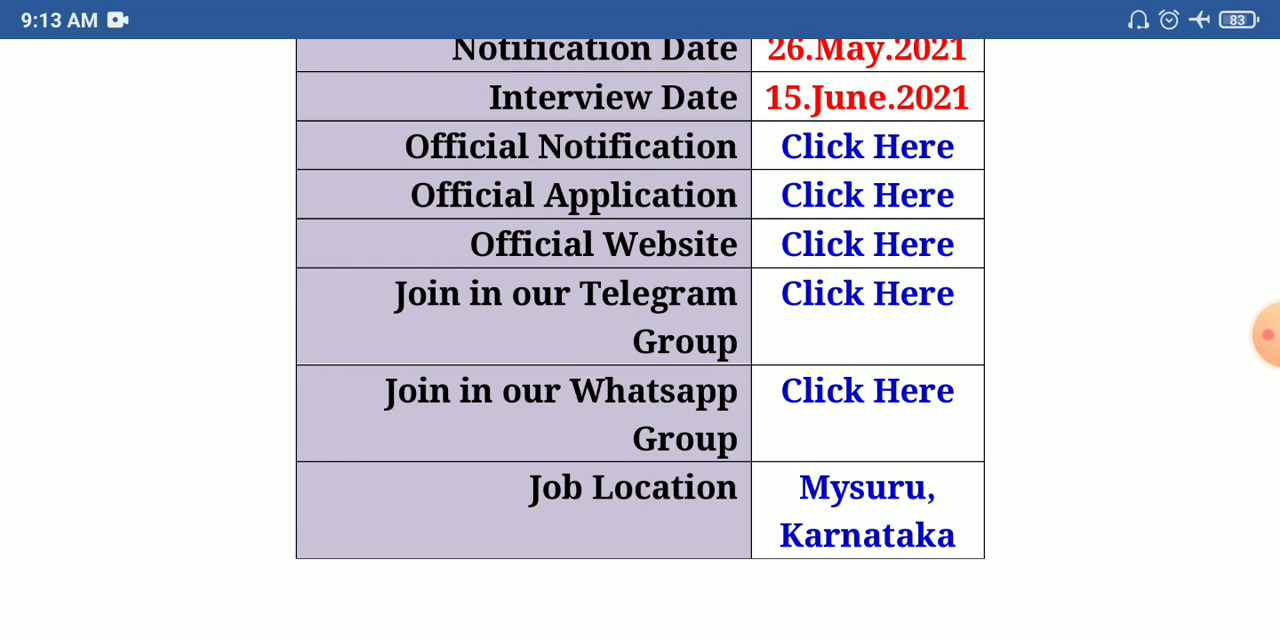 9:13 AM
83
Notification Date 26.May.2021
Interview Date 15.June.2021
Official Notification Click Here
Official Application Click Here
Official Website Click Here
Join in our Telegram Click Here
Group
Join in our Whatsapp Click Here
Group
Job Location Mysuru,
Karnataka